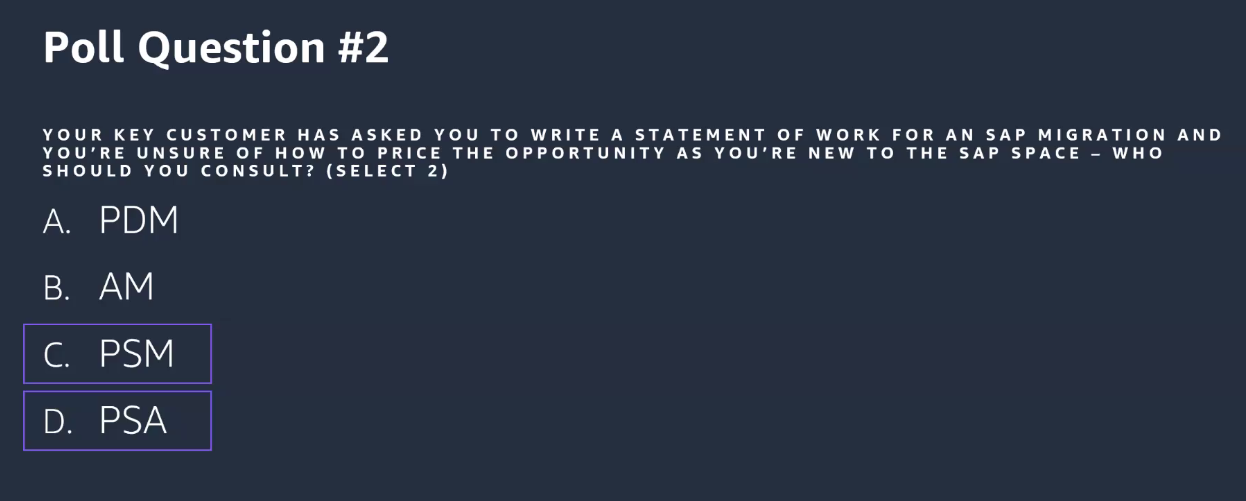 Poll Question #2
YOUR KEY CUSTOMER HAS ASKED YOU TO WRITE A STATEMENT OF WORK FOR AN SAP MIGRATION AND
YOU’RE UNSURE OF HOW TO PRICE THE OPPORTUNITY AS YOU’RE NEW TO THE SAP SPACE – WHO
SHOULD YOU CONSULT? (SELECT 2)
A. PDM
B. AM
C. PSM
D. PSA